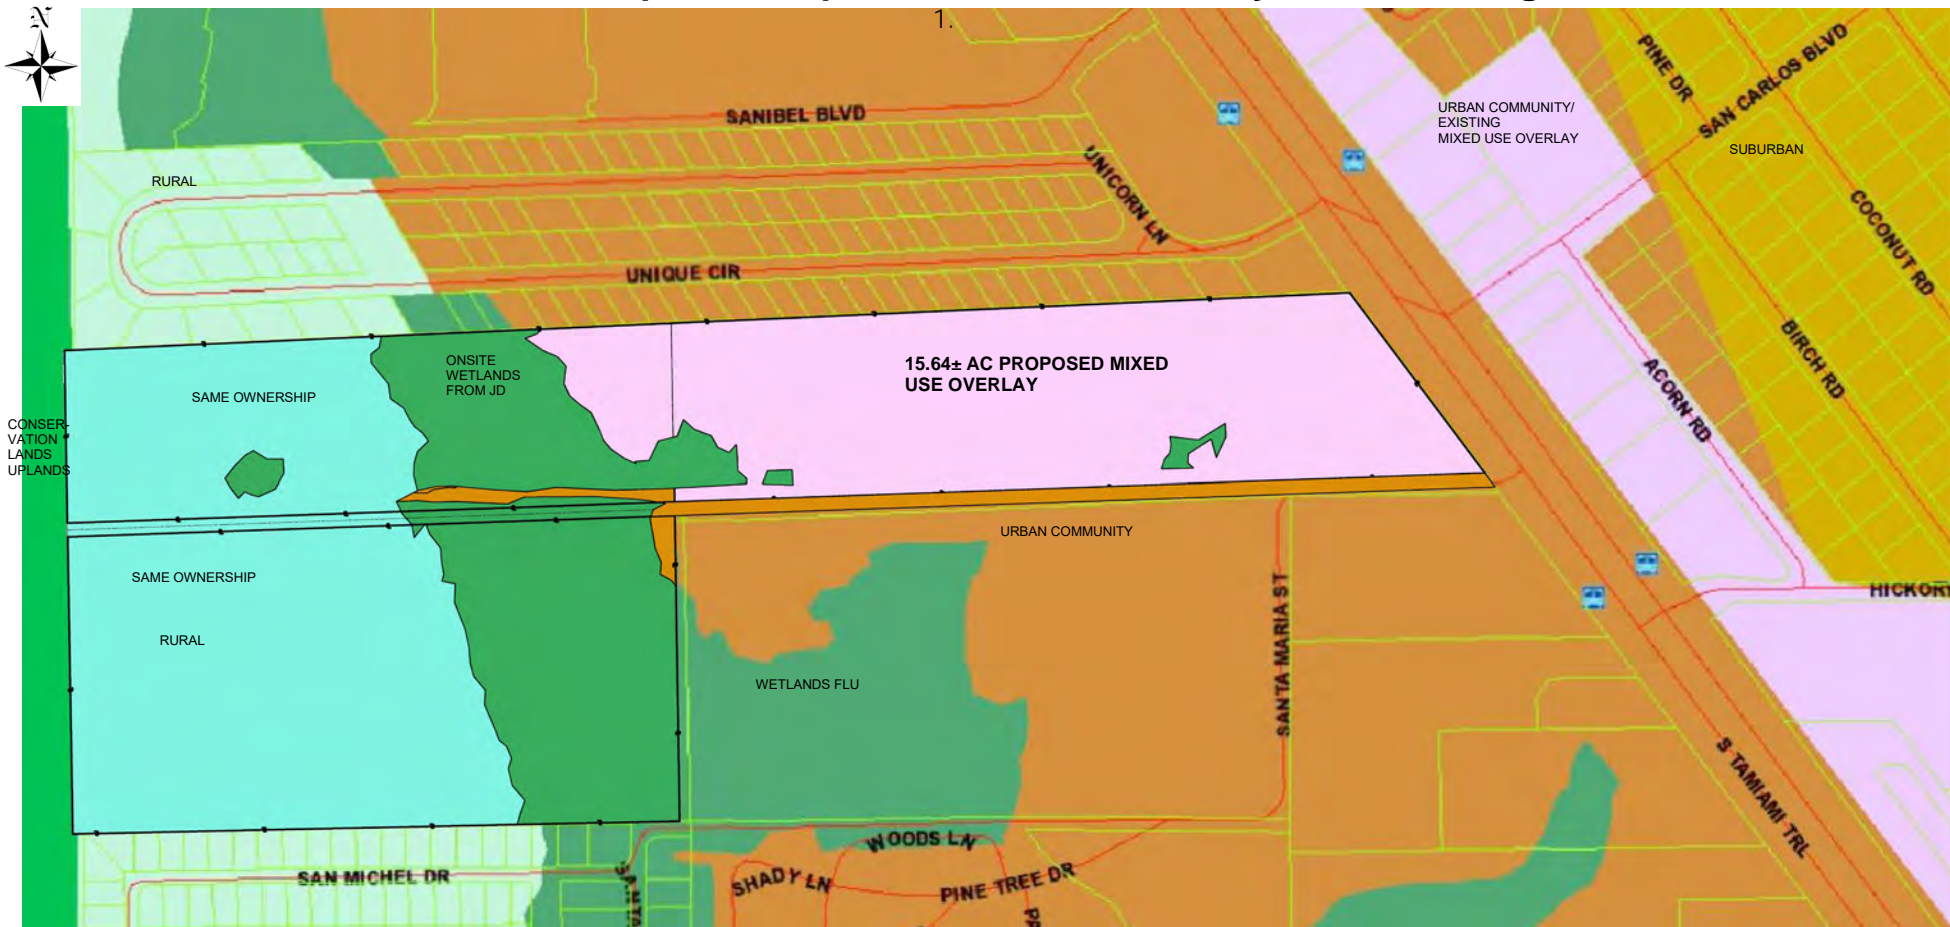 N
1.
SANIBEL BLVD
PINE DR
SAN CARLOS BLVD
URBAN COMMUNITY/
EXISTING
MIXED USE OVERLAY
SUBURBAN
RURAL
UNICORN LN
COCONUT RD
UNIQUE CIR
BIRCH RD
ACORN RD
ONSITE
WETLANDS
FROM JD
15.64± AC PROPOSED MIXED
USE OVERLAY
SAME OWNERSHIP
CONSER-
VATION
LANDS
UPLANDS
URBAN COMMUNITY
SAME OWNERSHIP
RURAL
SANTA MARIA ST
WETLANDS FLU
S TAMIAMI TRL
WOODS LN
SAN MICHEL DR
SHADY LN
PINE TREE DR